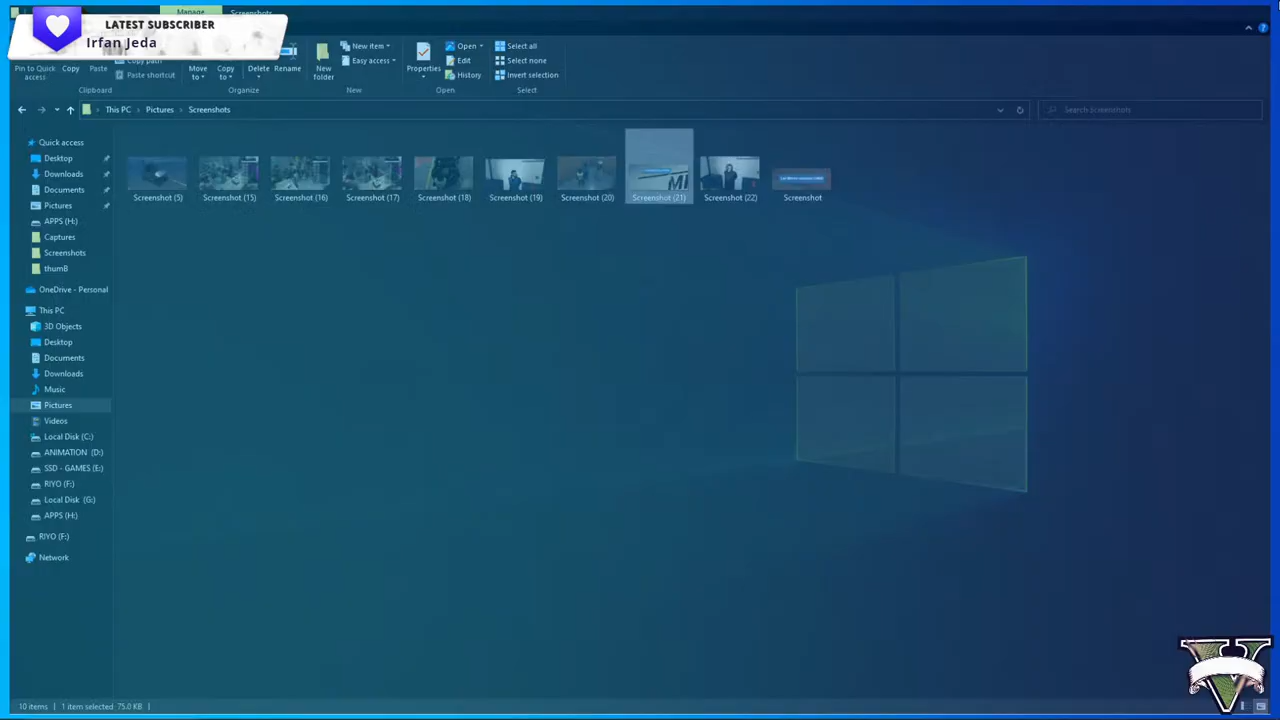 Manage
Screenshots
LATEST SUBSCRIBER
Irfan Jeda
Copy path
Paste shortcut
Pin to Quick access
Copy
Paste
Move to
Copy to
Delete
Rename
New folder
New item
Easy access
Properties
Open
Edit
History
Select all
Select none
Invert selection
Clipboard
Organize
New
Open
Select
This PC > Pictures > Screenshots
Search Screenshots
Quick access
Desktop
Downloads
Documents
Pictures
APPS (H:)
Captures
Screenshots
thumB
OneDrive - Personal
This PC
3D Objects
Desktop
Documents
Downloads
Music
Pictures
Videos
Local Disk (C:)
ANIMATION (D:)
SSD - GAMES (E:)
RIYO (F:)
Local Disk (G:)
APPS (H:)
RIYO (F:)
Network
Screenshot (5)
Screenshot (15)
Screenshot (16)
Screenshot (17)
Screenshot (18)
Screenshot (19)
Screenshot (20)
Screenshot (21)
Screenshot (22)
Screenshot
10 items
1 item selected 75.0 KB
V